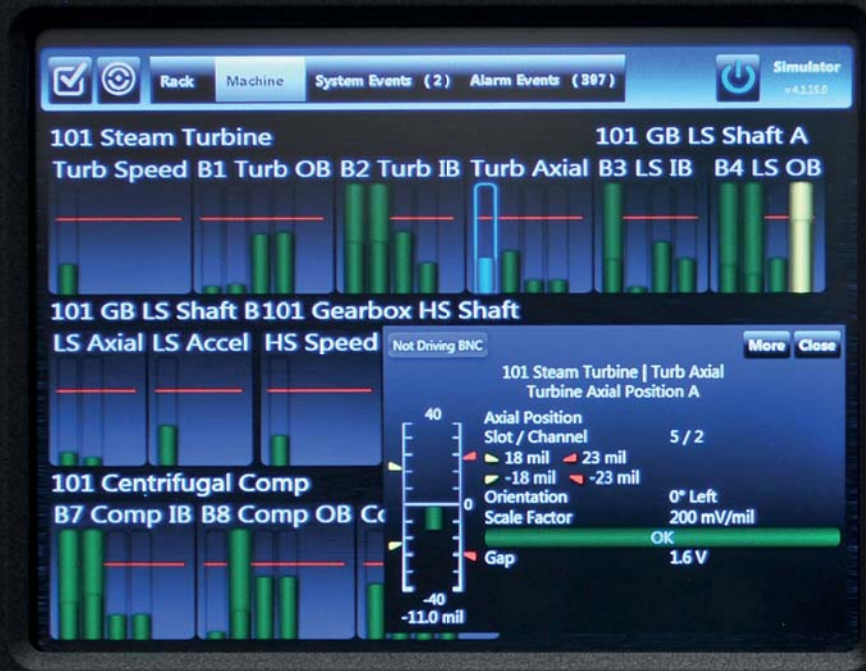 Rack Machine System Events (2) Alarm Events (397)
Simulator
v 4.1.15.0
101 Steam Turbine 101 GB LS Shaft A
Turb Speed B1 Turb OB B2 Turb IB Turb Axial B3 LS IB B4 LS OB
101 GB LS Shaft B 101 Gearbox HS Shaft
LS Axial LS Accel HS Speed
Not Driving BNC More Close
101 Steam Turbine | Turb Axial
Turbine Axial Position A
40
Axial Position
Slot / Channel 5 / 2
18 mil 23 mil
-18 mil -23 mil
0
Orientation 0° Left
Scale Factor 200 mV/mil
OK
Gap 1.6 V
-40
-11.0 mil
101 Centrifugal Comp
B7 Comp IB B8 Comp OB